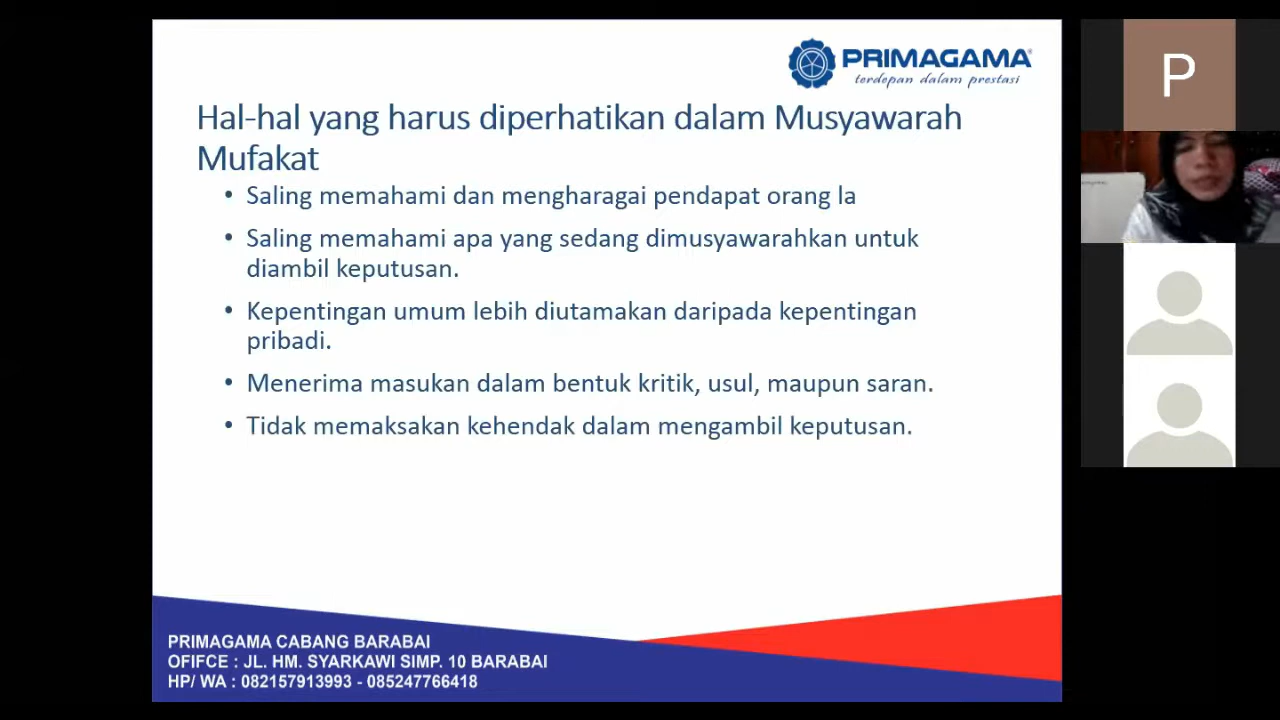 PRIMAGAMA
terdepan dalam prestasi
Hal-hal yang harus diperhatikan dalam Musyawarah
Mufakat
• Saling memahami dan mengharagai pendapat orang la
• Saling memahami apa yang sedang dimusyawarahkan untuk
diambil keputusan.
• Kepentingan umum lebih diutamakan daripada kepentingan
pribadi.
• Menerima masukan dalam bentuk kritik, usul, maupun saran.
• Tidak memaksakan kehendak dalam mengambil keputusan.
PRIMAGAMA CABANG BARABAI
OFIFCE : JL. HM. SYARKAWI SIMP. 10 BARABAI
HP/ WA : 082157913993 - 085247766418
P